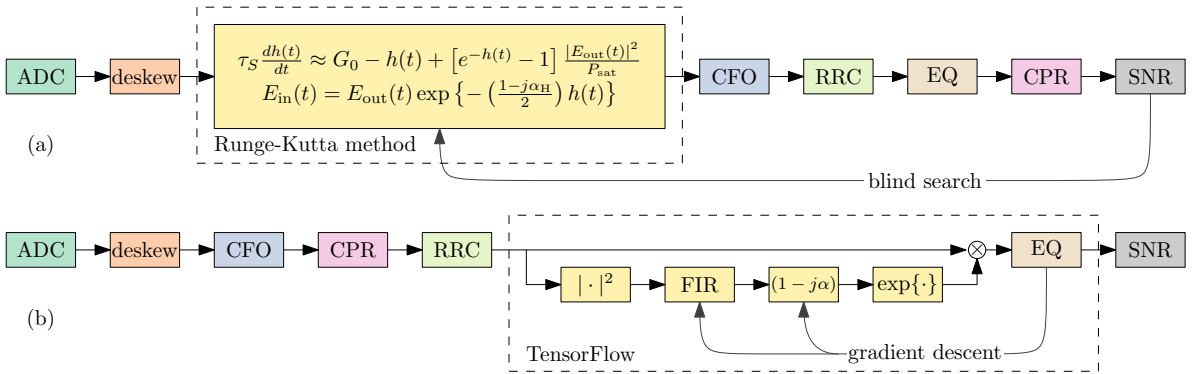 ADC
deskew
τ_S dh(t)/dt ≈ G_0 − h(t) + [e^{−h(t)} − 1] |E_out(t)|^2/P_sat
E_in(t) = E_out(t) exp{−((1−jα_H)/2) h(t)}
Runge-Kutta method
CFO
RRC
EQ
CPR
SNR
blind search
(a)
ADC
deskew
CFO
CPR
RRC
|·|^2
FIR
(1 − jα)
exp{·}
⊗
EQ
SNR
gradient descent
TensorFlow
(b)